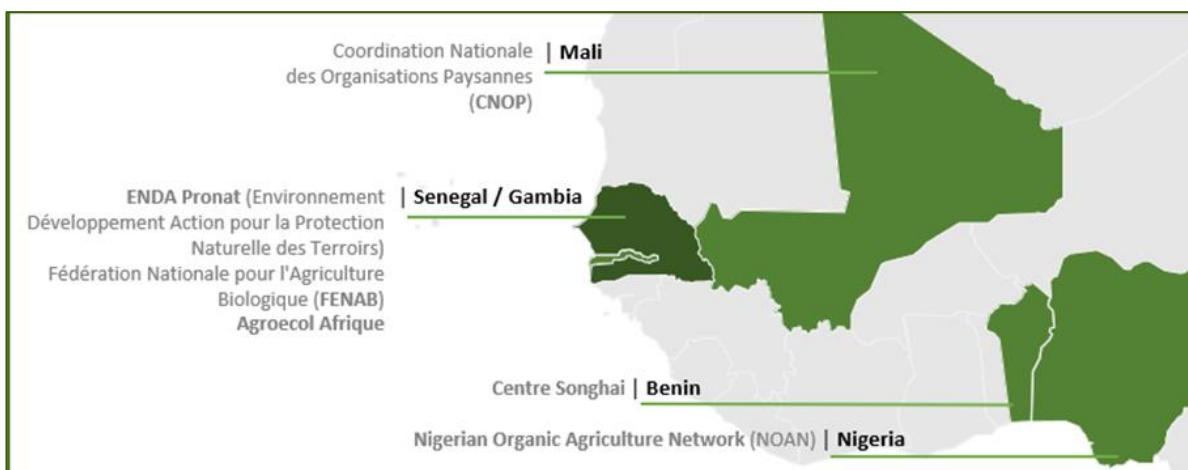 Coordination Nationale | Mali
des Organisations Paysannes
(CNOP)
ENDA Pronat (Environnement | Senegal / Gambia
Développement Action pour la Protection
Naturelle des Terroirs)
Fédération Nationale pour l'Agriculture
Biologique (FENAB)
Agroecol Afrique
Centre Songhai | Benin
Nigerian Organic Agriculture Network (NOAN) | Nigeria